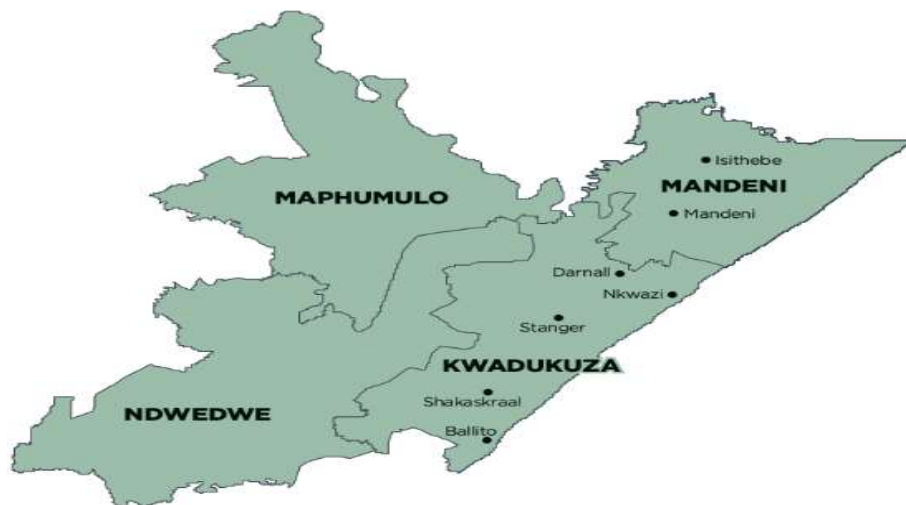 Isithebe
MANDENI
MAPHUMULO
Mandeni
Darnall
Nkwazi
Stanger
KWADUKUZA
Shakaskraal
NDWEDWE
Ballito